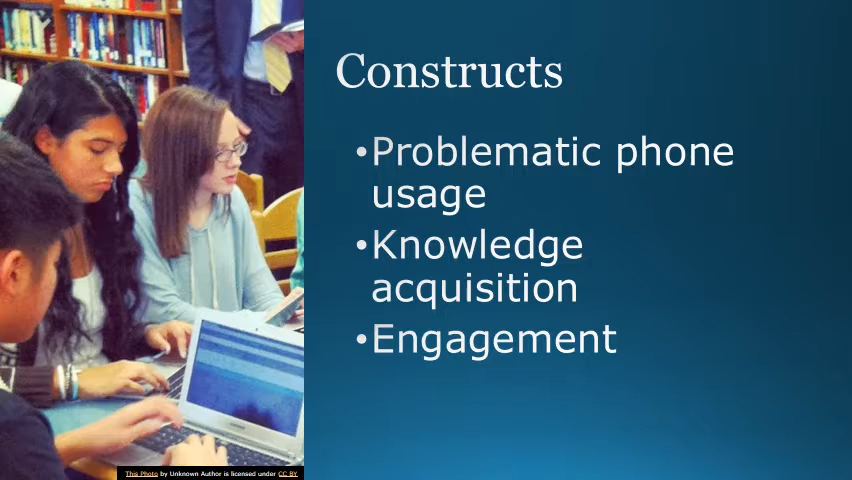 Constructs
•Problematic phone
usage
•Knowledge
acquisition
•Engagement
This Photo by Unknown Author is licensed under CC BY